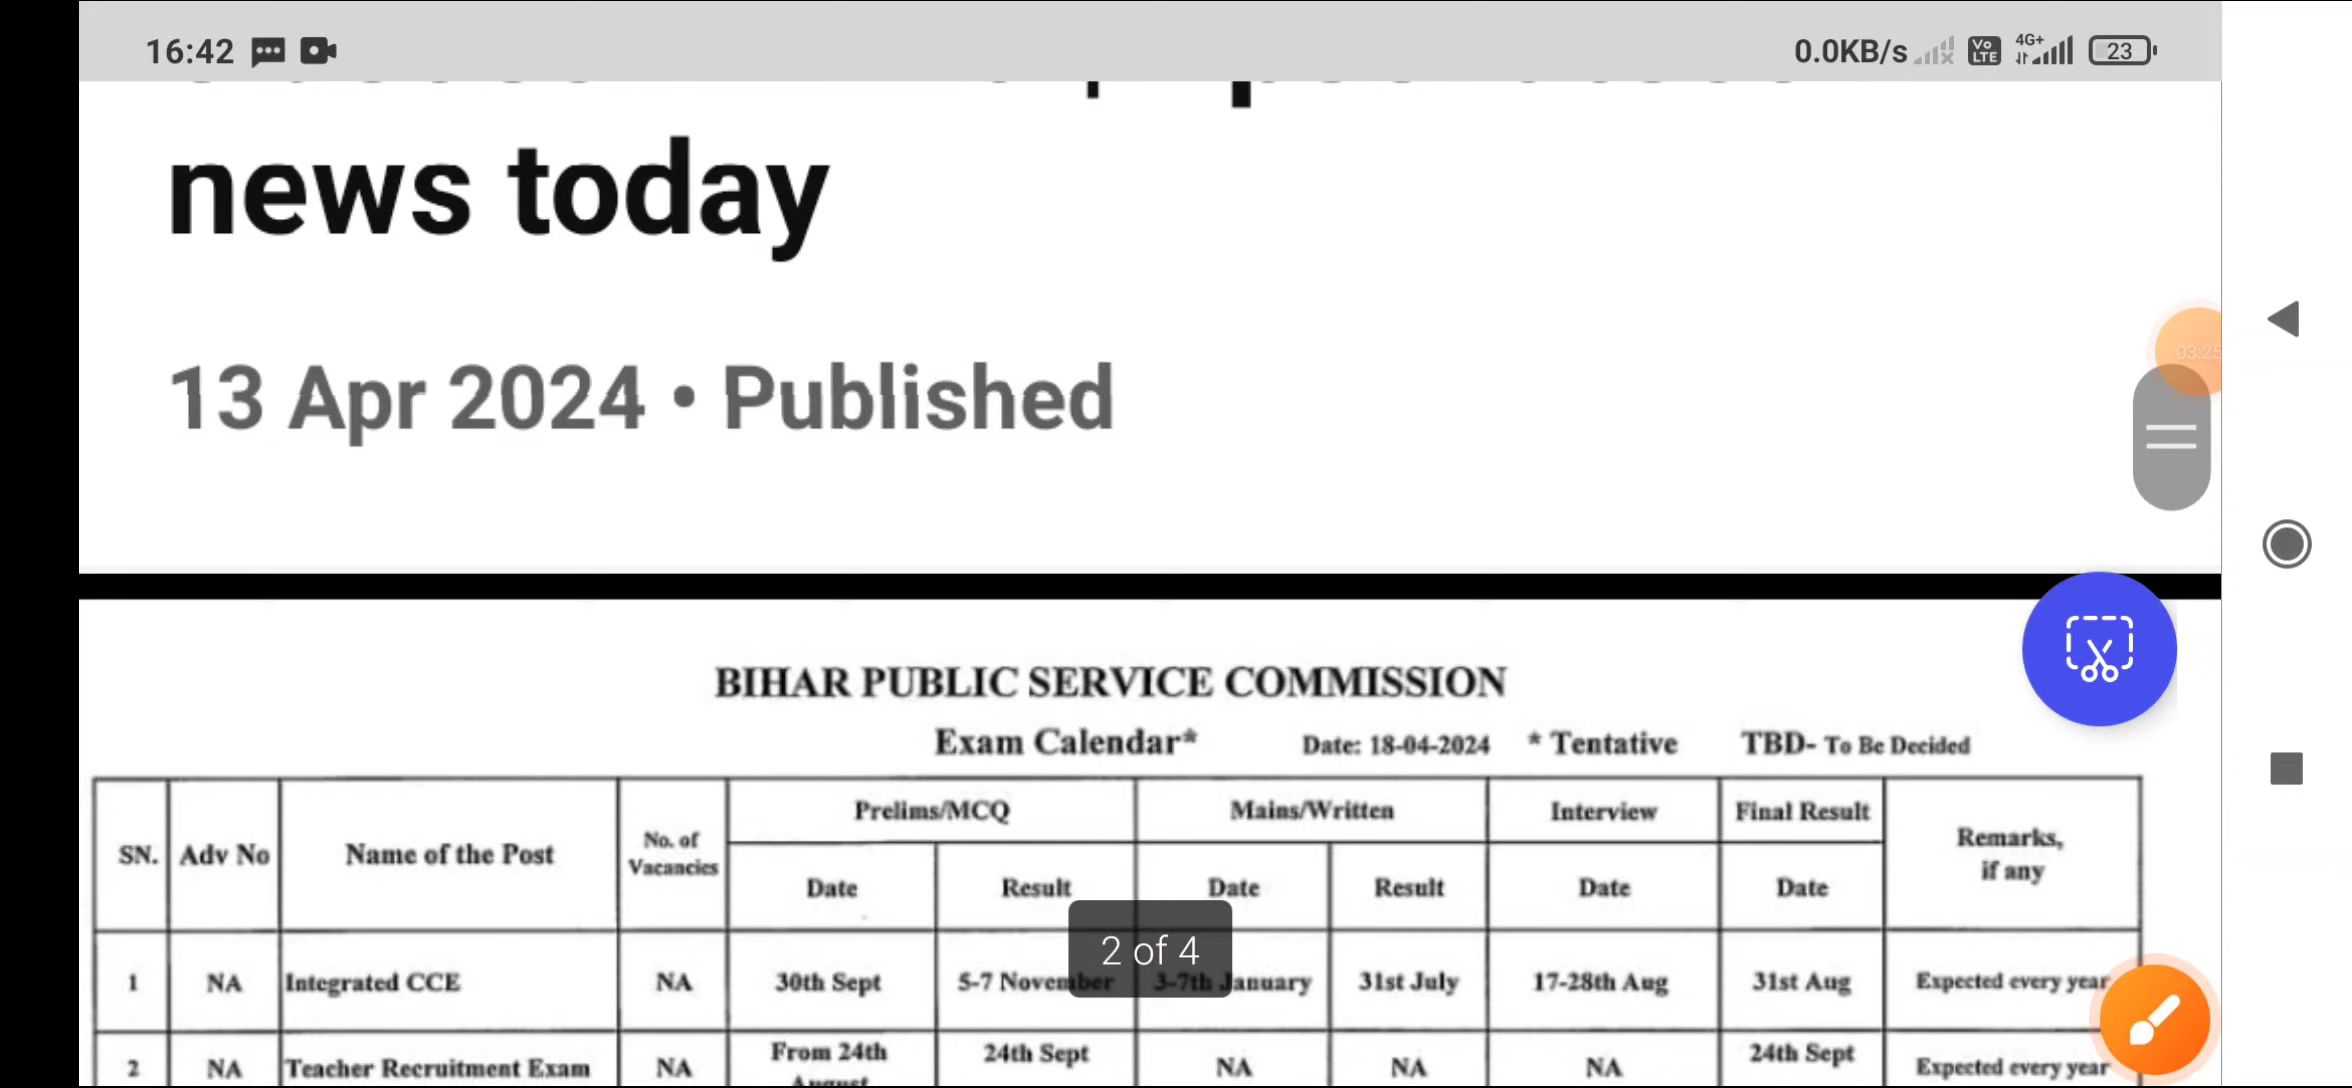 16:42
0.0KB/s
Vo
LTE
4G+
23
news today
13 Apr 2024 • Published
03:25
BIHAR PUBLIC SERVICE COMMISSION
Exam Calendar* Date: 18-04-2024 * Tentative TBD- To Be Decided
SN. Adv No Name of the Post No. of Vacancies Prelims/MCQ Mains/Written Interview Final Result Remarks, if any
Date Result Date Result Date Date
2 of 4
1 NA Integrated CCE NA 30th Sept 5-7 November 3-7th January 31st July 17-28th Aug 31st Aug Expected every year
2 NA Teacher Recruitment Exam NA From 24th August 24th Sept NA NA NA 24th Sept Expected every year